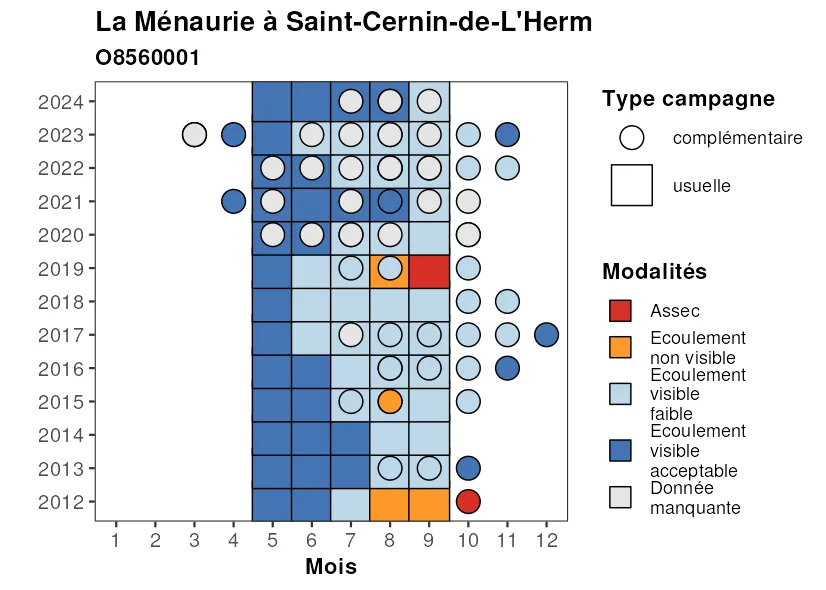 La Ménaurie à Saint-Cernin-de-L'Herm
O8560001
2024
2023
2022
2021
2020
2019
2018
2017
2016
2015
2014
2013
2012
1 2 3 4 5 6 7 8 9 10 11 12
Mois
Type campagne
complémentaire
usuelle
Modalités
Assec
Ecoulement
non visible
Ecoulement
visible
faible
Ecoulement
visible
acceptable
Donnée
manquante